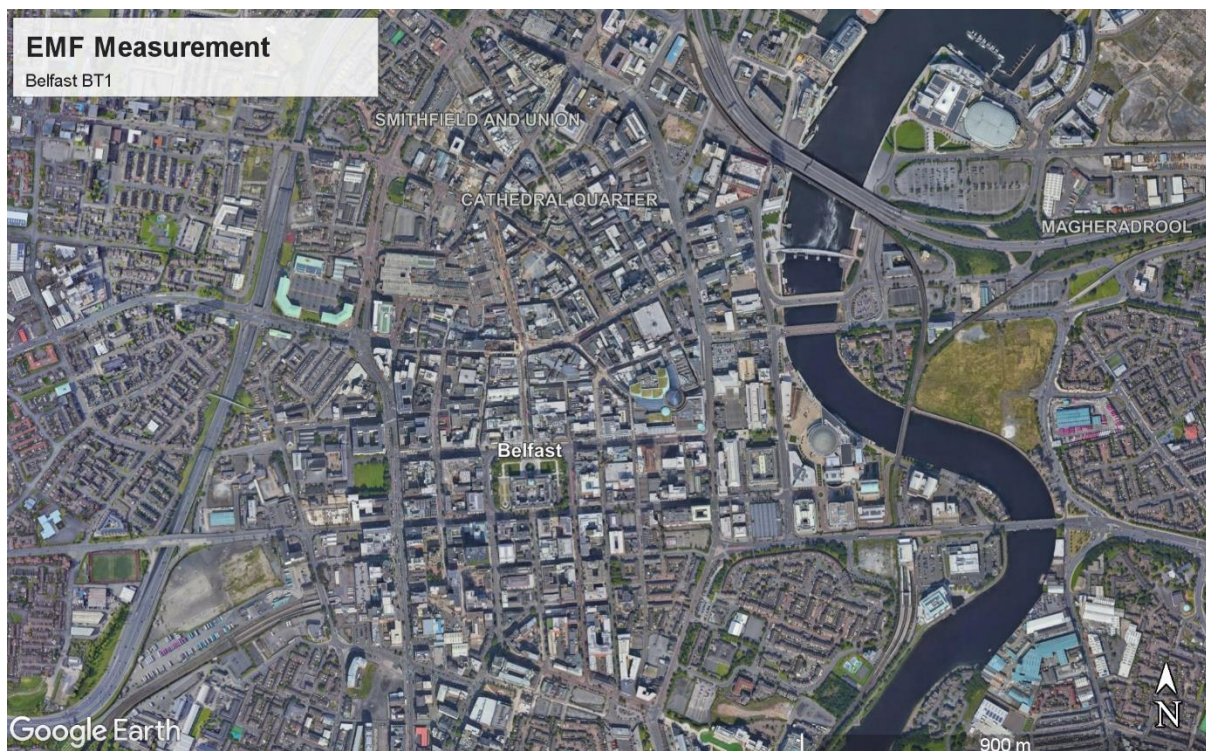 EMF Measurement
Belfast BT1
SMITHFIELD AND UNION
CATHEDRAL QUARTER
MAGHERADROOL
Belfast
N
Google Earth
900 m